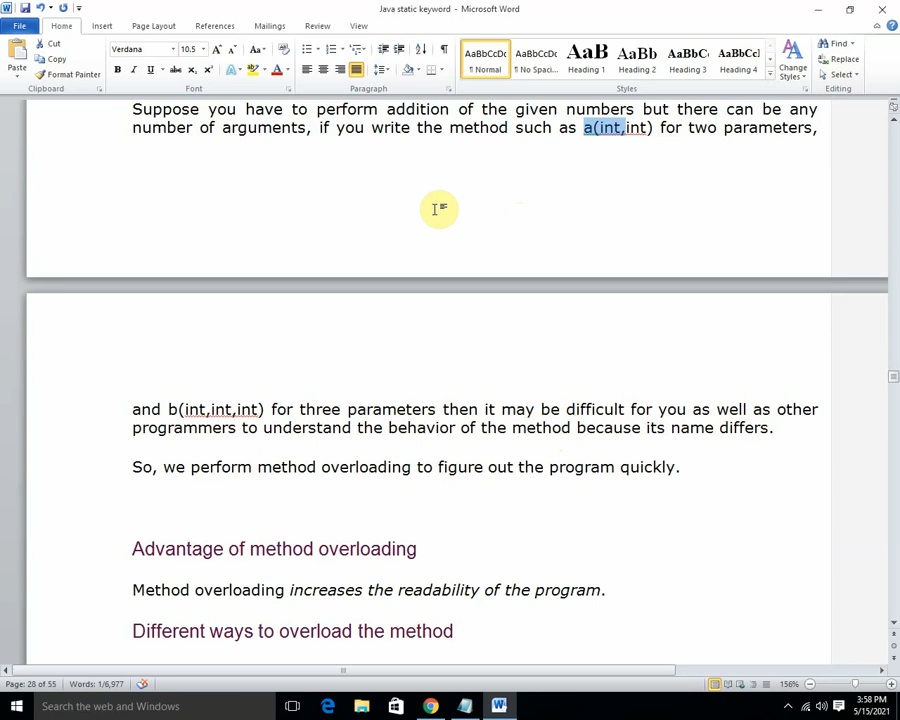 Java static keyword - Microsoft Word
File Home Insert Page Layout References Mailings Review View
Paste
Cut
Copy
Format Painter
Clipboard
Verdana 10.5
Font
Paragraph
AaBbCcDc AaBbCcDc AaB AaBb AaBbC AaBbCcI
¶ Normal ¶ No Spaci... Heading 1 Heading 2 Heading 3 Heading 4
Change Styles
Styles
Find
Replace
Select
Editing
Suppose you have to perform addition of the given numbers but there can be any
number of arguments, if you write the method such as a(int,int) for two parameters,
and b(int,int,int) for three parameters then it may be difficult for you as well as other
programmers to understand the behavior of the method because its name differs.
So, we perform method overloading to figure out the program quickly.
Advantage of method overloading
Method overloading increases the readability of the program.
Different ways to overload the method
Page: 28 of 55 Words: 1/6,977 156%
Search the web and Windows
3:58 PM
5/15/2021